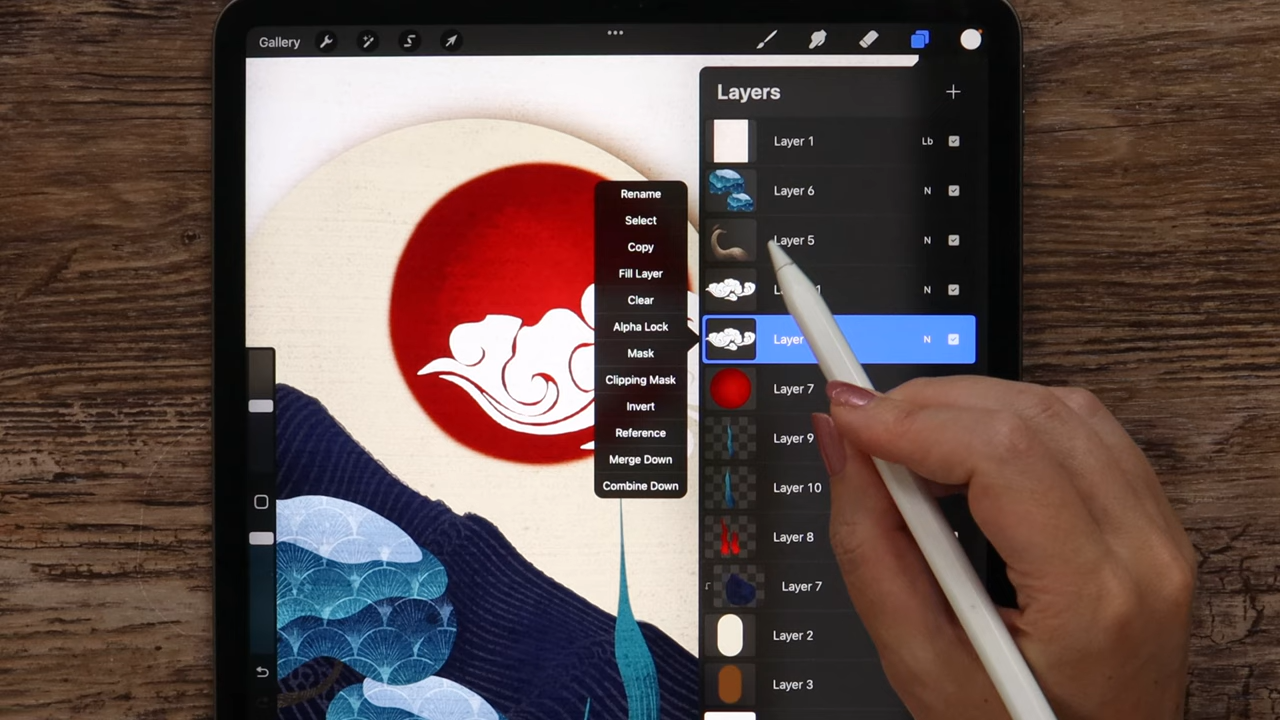 Gallery
Layers
Layer 1
Lb
Layer 6
N
Layer 5
N
N
Layer
N
Layer 7
Layer 9
Layer 10
Layer 8
Layer 7
Layer 2
Layer 3
Rename
Select
Copy
Fill Layer
Clear
Alpha Lock
Mask
Clipping Mask
Invert
Reference
Merge Down
Combine Down